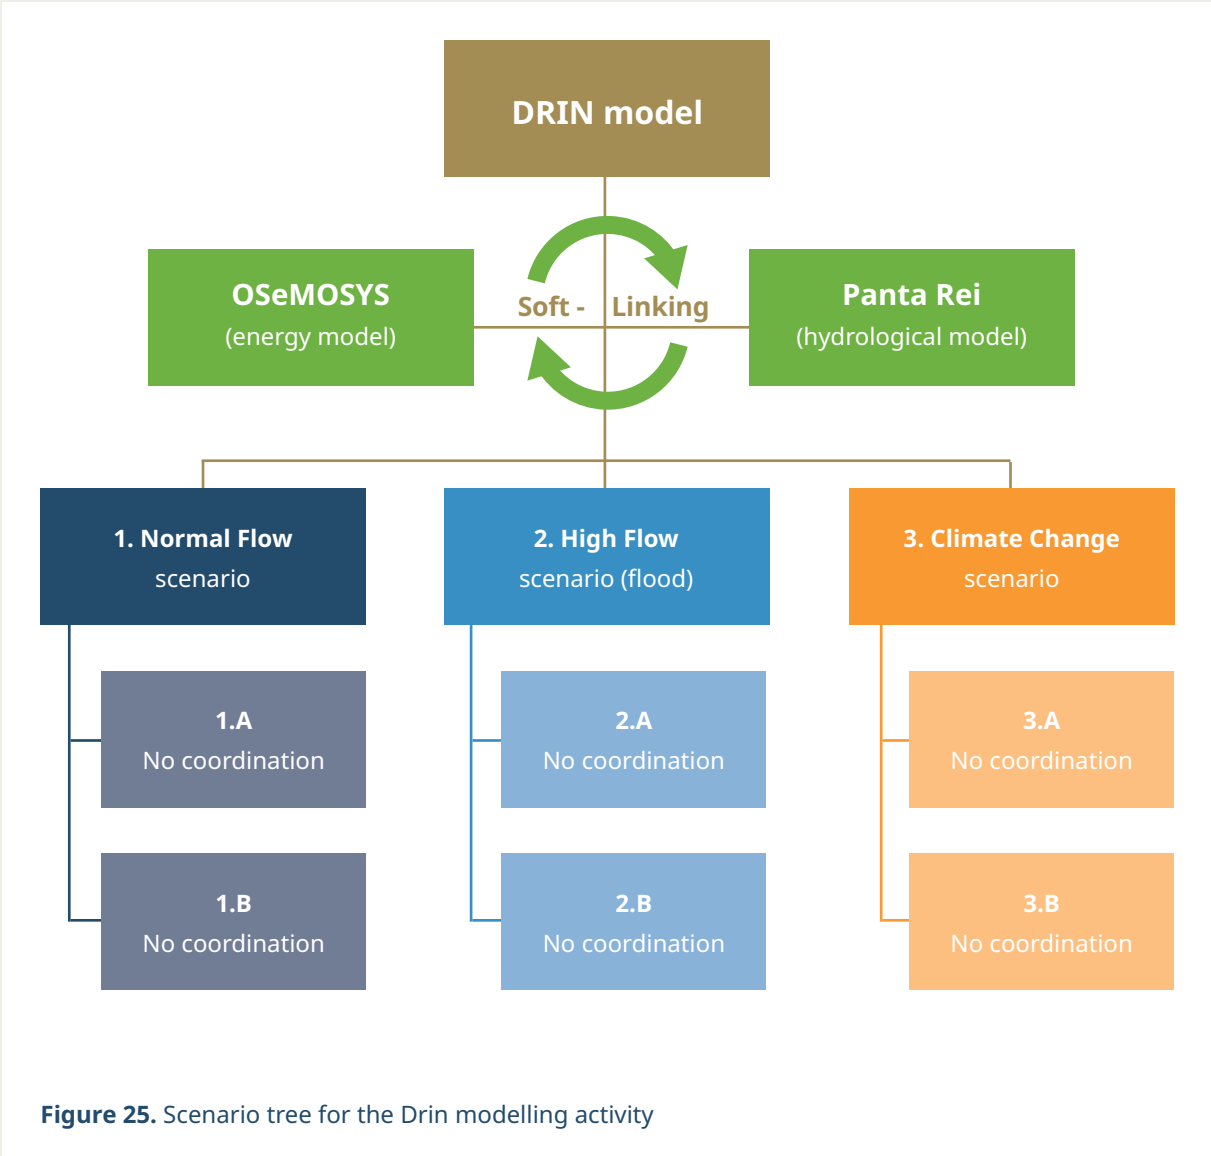 DRIN model
OSeMOSYS
(energy model)
Soft - Linking
Panta Rei
(hydrological model)
1. Normal Flow
scenario
2. High Flow
scenario (flood)
3. Climate Change
scenario
1.A
No coordination
2.A
No coordination
3.A
No coordination
1.B
No coordination
2.B
No coordination
3.B
No coordination
Figure 25. Scenario tree for the Drin modelling activity